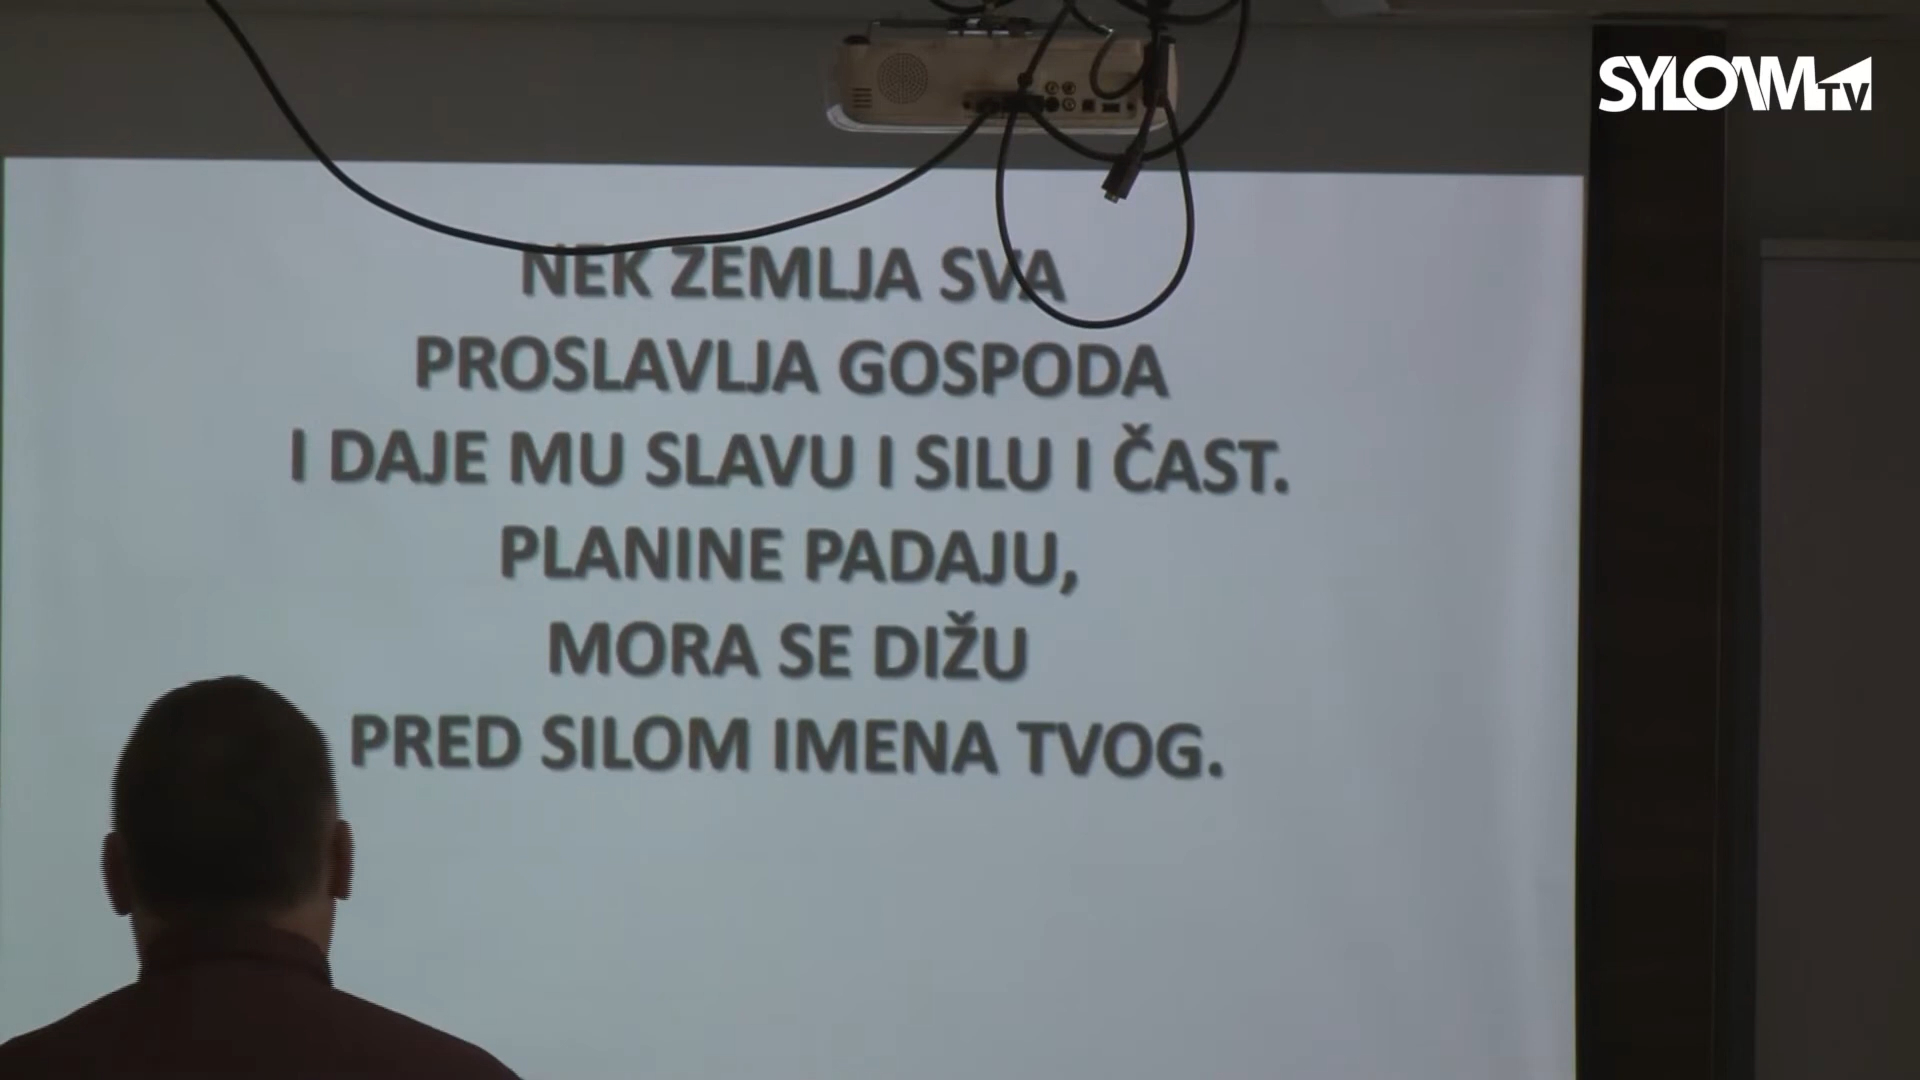 SYLOAM TV
NEK ZEMLJA SVA
PROSLAVLJA GOSPODA
I DAJE MU SLAVU I SILU I ČAST.
PLANINE PADAJU,
MORA SE DIŽU
PRED SILOM IMENA TVOG.